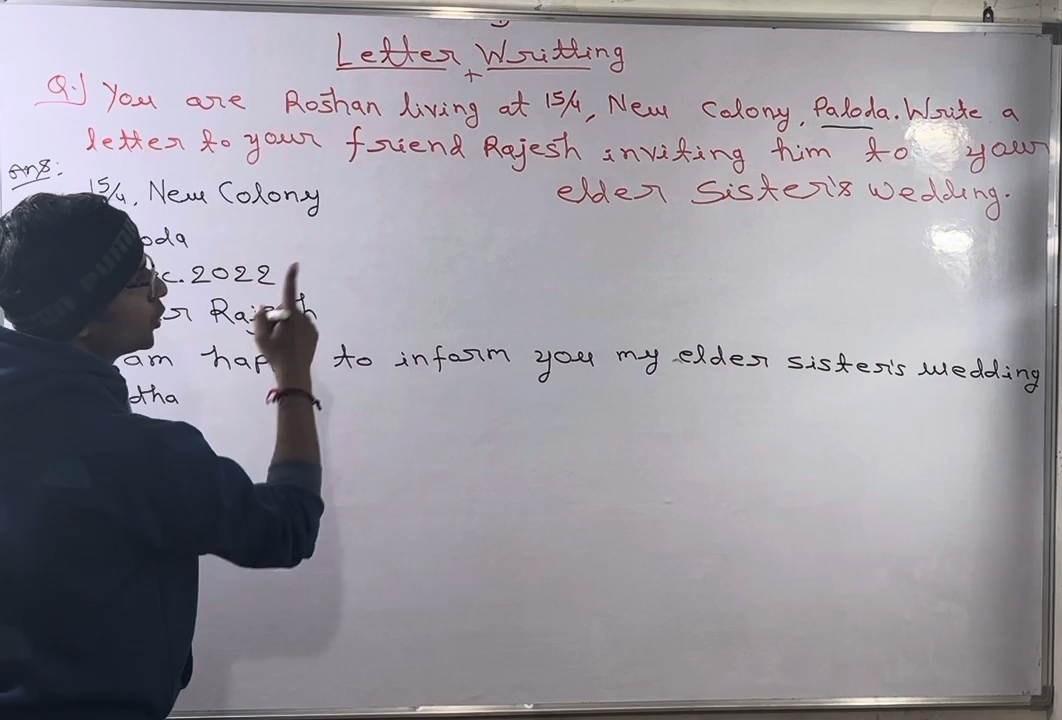 Letter Writting
Q.) You are Roshan living at 15/4, New Colony, Paloda. Write a
letter to your friend Rajesh inviting him to your
elder sister's wedding.
ans:
15/4, New Colony
oda
c. 2022
r Rajesh
am hap to inform you my elder sister's wedding
dtha